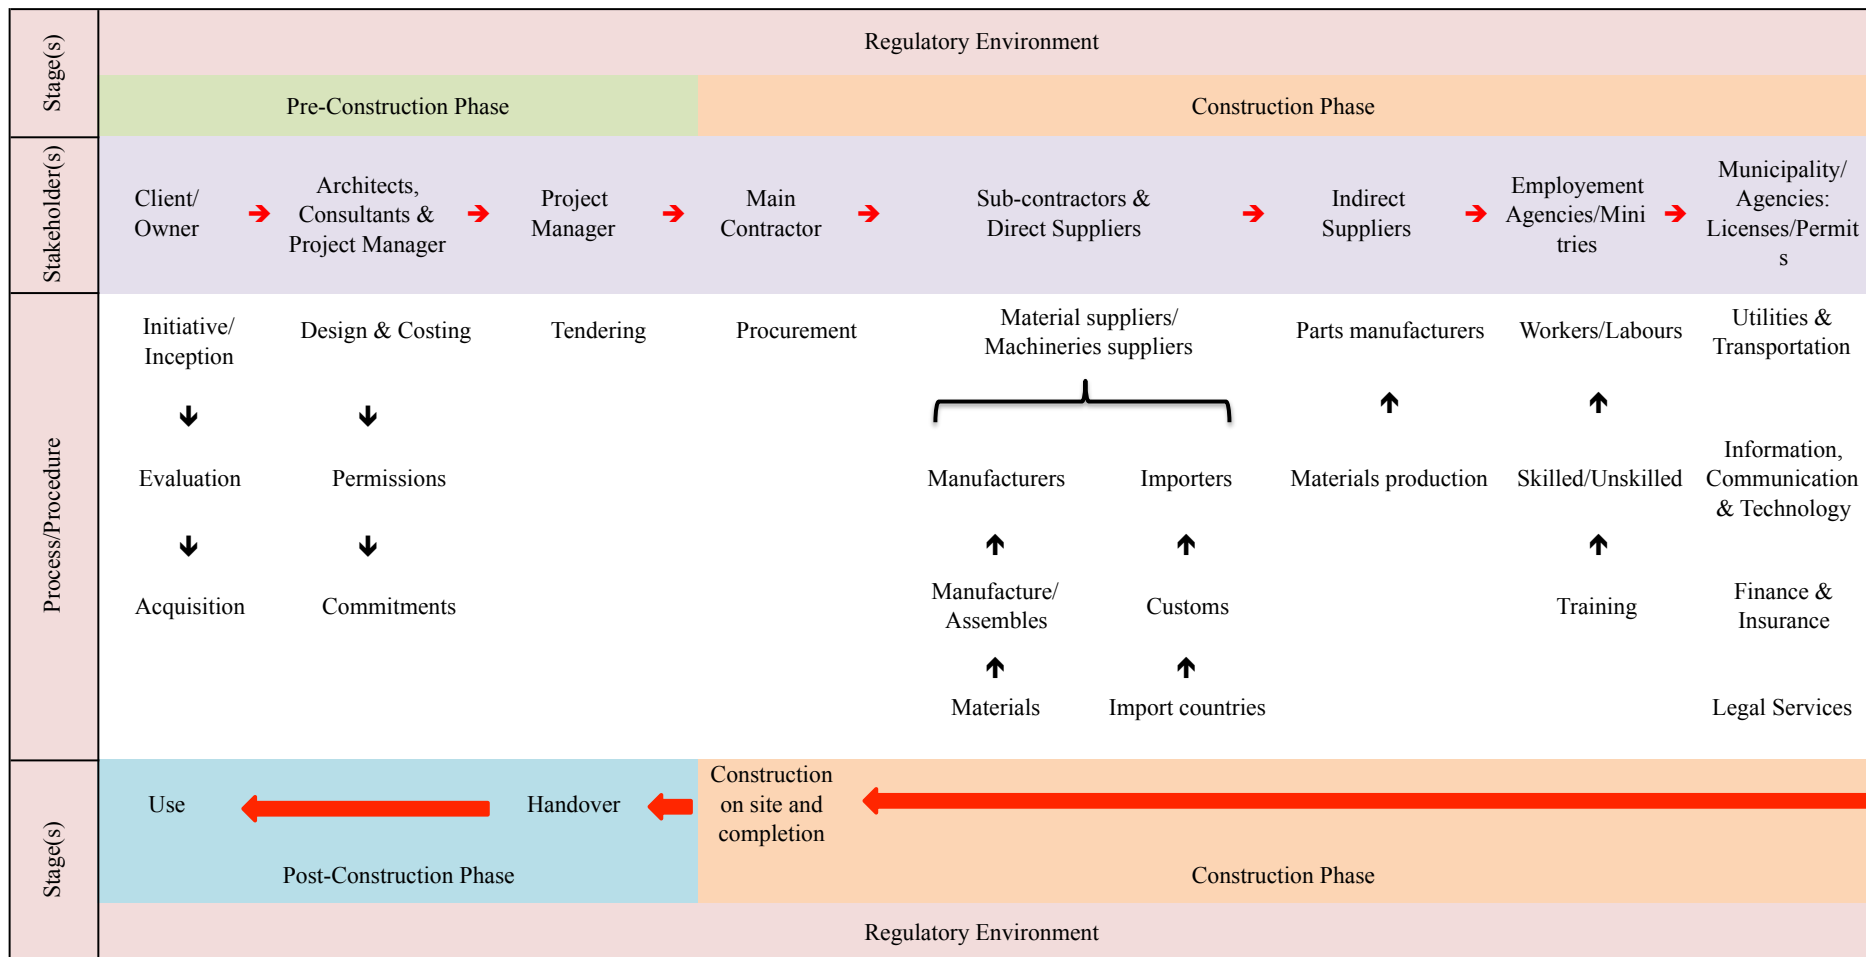 Stage(s)
Regulatory Environment
Pre-Construction Phase
Construction Phase
Stakeholder(s)
Client/
Owner
Architects,
Consultants &
Project Manager
Project
Manager
Main
Contractor
Sub-contractors &
Direct Suppliers
Indirect
Suppliers
Employement
Agencies/Mini
tries
Municipality/
Agencies:
Licenses/Permit
s
Process/Procedure
Initiative/
Inception
Design & Costing
Tendering
Procurement
Material suppliers/
Machineries suppliers
Parts manufacturers
Workers/Labours
Utilities &
Transportation
Evaluation
Permissions
Manufacturers
Importers
Materials production
Skilled/Unskilled
Information,
Communication
& Technology
Acquisition
Commitments
Manufacture/
Assembles
Customs
Training
Finance &
Insurance
Materials
Import countries
Legal Services
Stage(s)
Use
Handover
Construction
on site and
completion
Post-Construction Phase
Construction Phase
Regulatory Environment